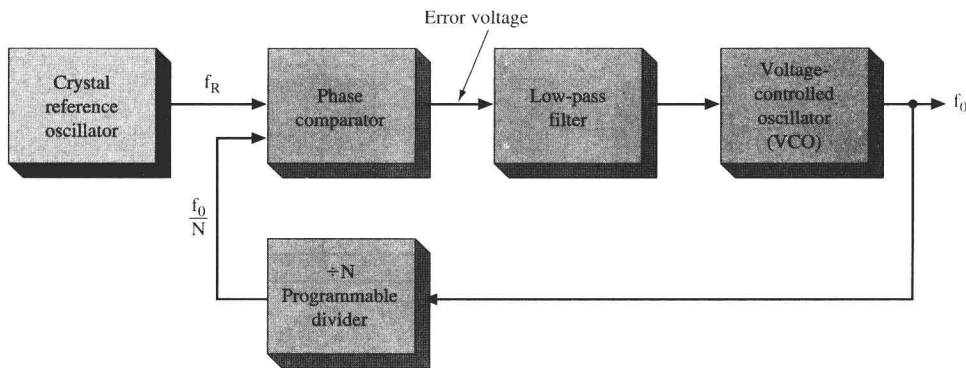 Error voltage
Crystal
reference
oscillator
f_R
Phase
comparator
Low-pass
filter
Voltage-
controlled
oscillator
(VCO)
f_0
f_0
N
÷N
Programmable
divider